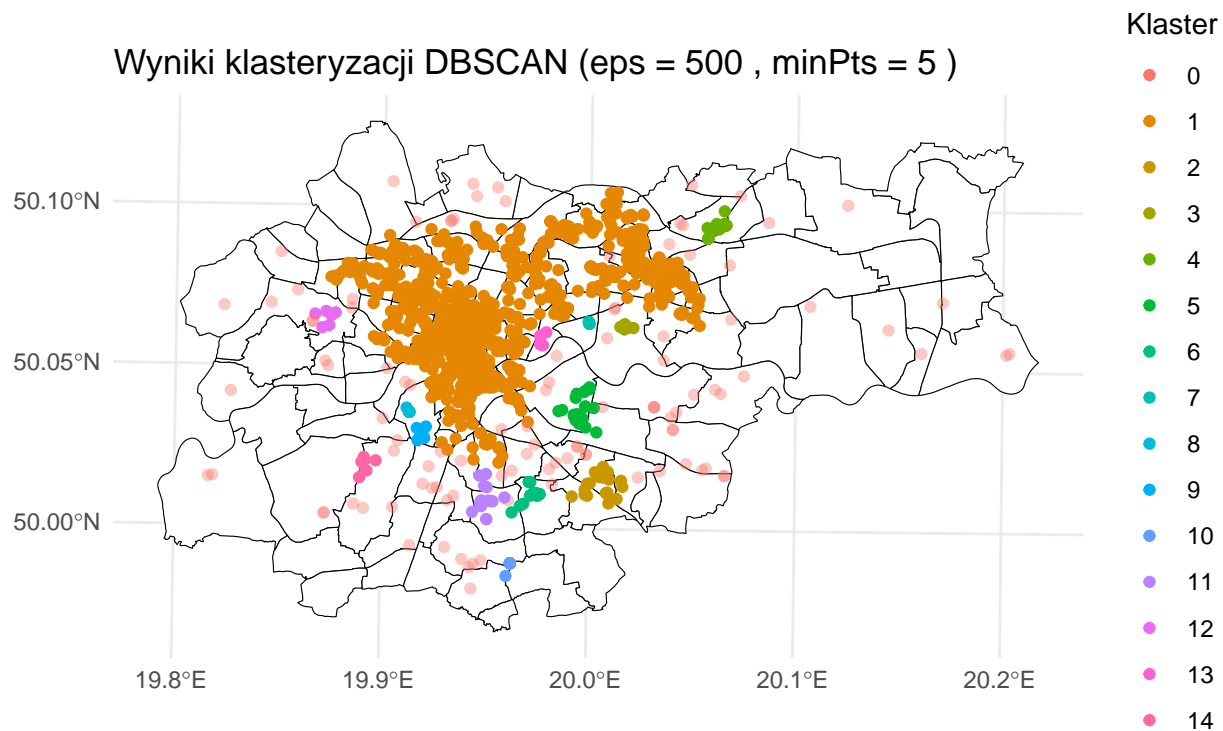 Wyniki klasteryzacji DBSCAN (eps = 500 , minPts = 5 )
50.10°N
50.05°N
50.00°N
19.8°E
19.9°E
20.0°E
20.1°E
20.2°E
Klaster
0
1
2
3
4
5
6
7
8
9
10
11
12
13
14